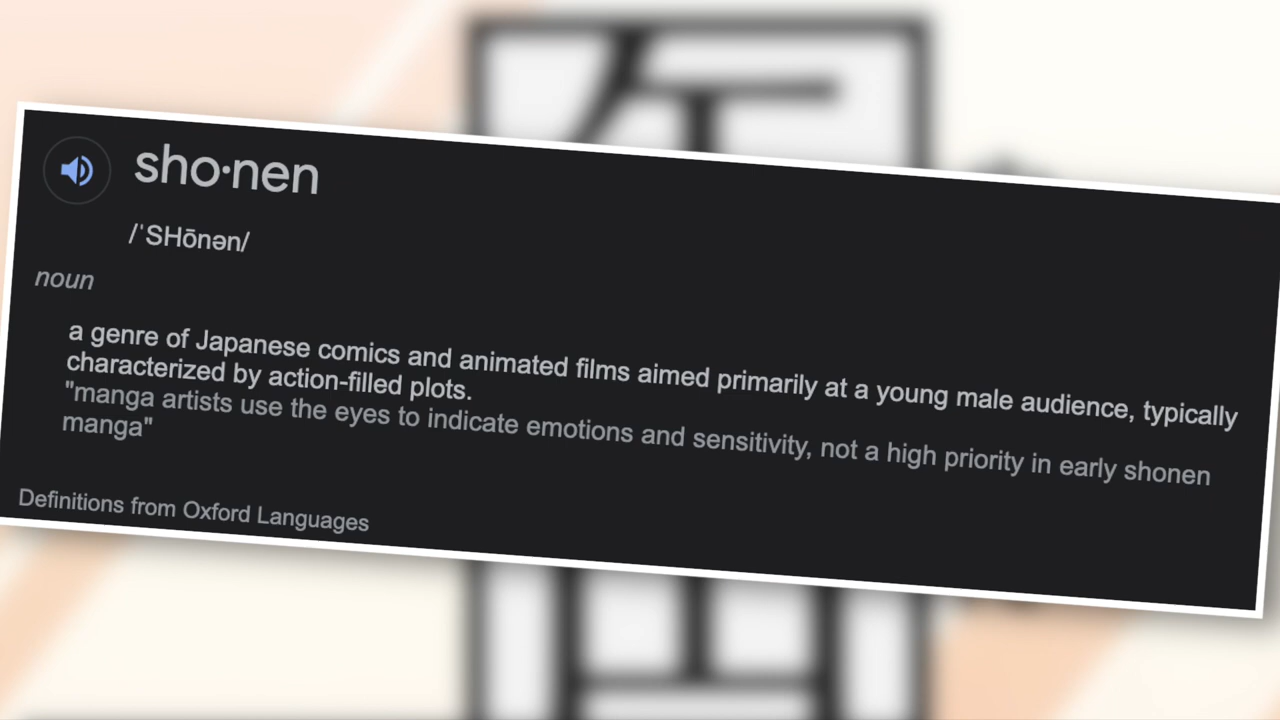 sho·nen
/ˈSHōnən/
noun
a genre of Japanese comics and animated films aimed primarily at a young male audience, typically
characterized by action-filled plots.
"manga artists use the eyes to indicate emotions and sensitivity, not a high priority in early shonen
manga"
Definitions from Oxford Languages